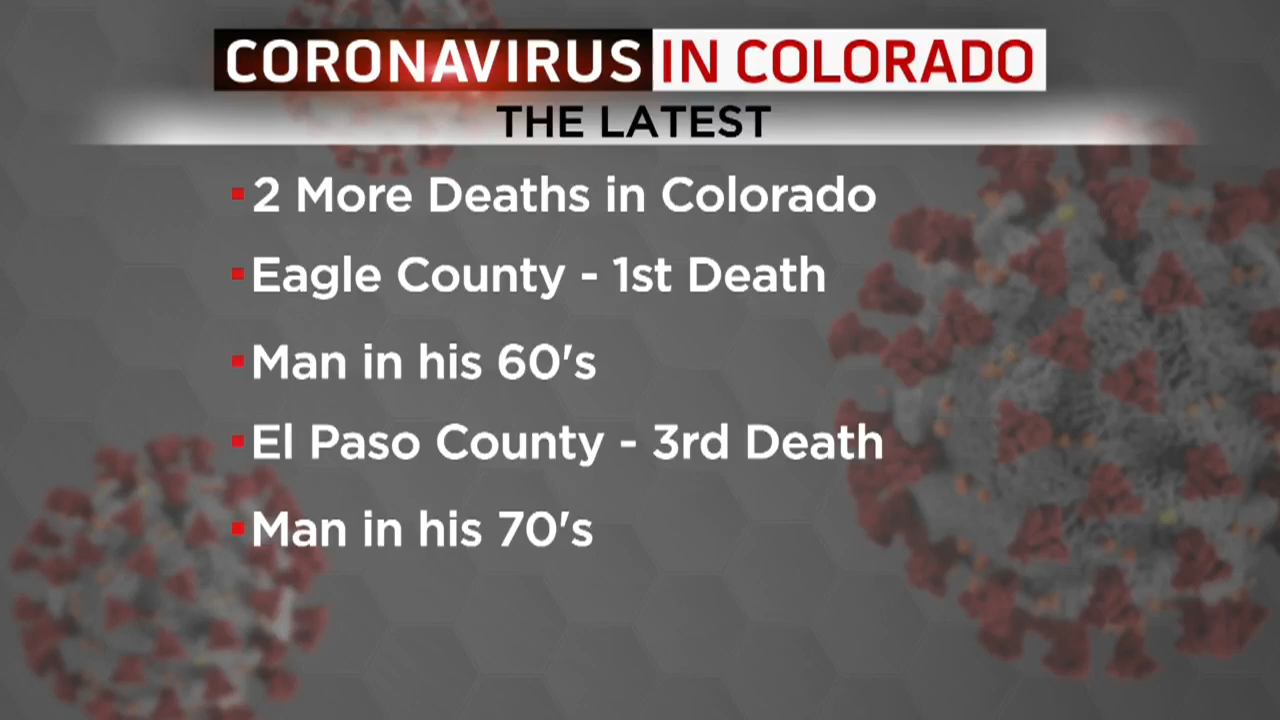 CORONAVIRUS IN COLORADO
THE LATEST
2 More Deaths in Colorado
Eagle County - 1st Death
Man in his 60's
El Paso County - 3rd Death
Man in his 70's